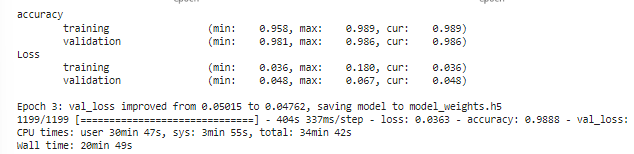 epoch epoch
accuracy
training (min: 0.958, max: 0.989, cur: 0.989)
validation (min: 0.981, max: 0.986, cur: 0.986)
Loss
training (min: 0.036, max: 0.180, cur: 0.036)
validation (min: 0.048, max: 0.067, cur: 0.048)
Epoch 3: val_loss improved from 0.05015 to 0.04762, saving model to model_weights.h5
1199/1199 [==============================] - 404s 337ms/step - loss: 0.0363 - accuracy: 0.9888 - val_loss:
CPU times: user 30min 47s, sys: 3min 55s, total: 34min 42s
Wall time: 20min 49s